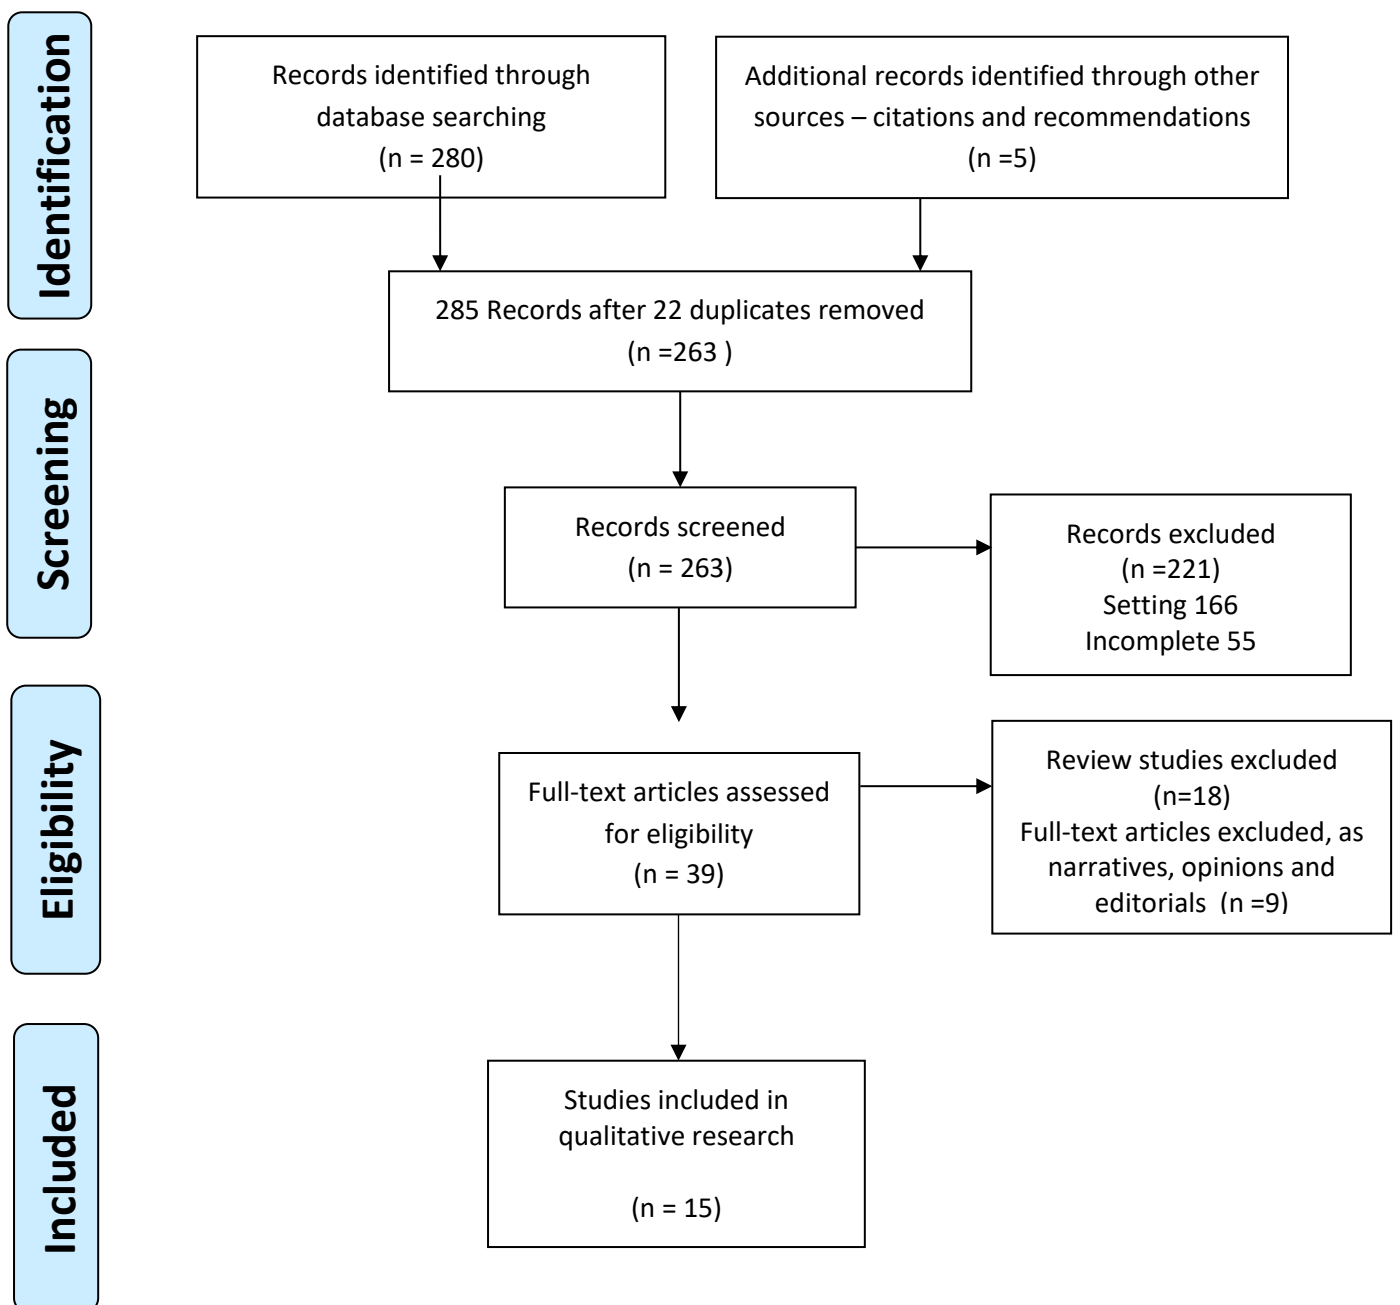 Identification
Records identified through
database searching
(n = 280)
Additional records identified through other
sources – citations and recommendations
(n =5)
285 Records after 22 duplicates removed
(n =263 )
Screening
Records screened
(n = 263)
Records excluded
(n =221)
Setting 166
Incomplete 55
Eligibility
Full-text articles assessed
for eligibility
(n = 39)
Review studies excluded
(n=18)
Full-text articles excluded, as
narratives, opinions and
editorials (n =9)
Included
Studies included in
qualitative research
(n = 15)